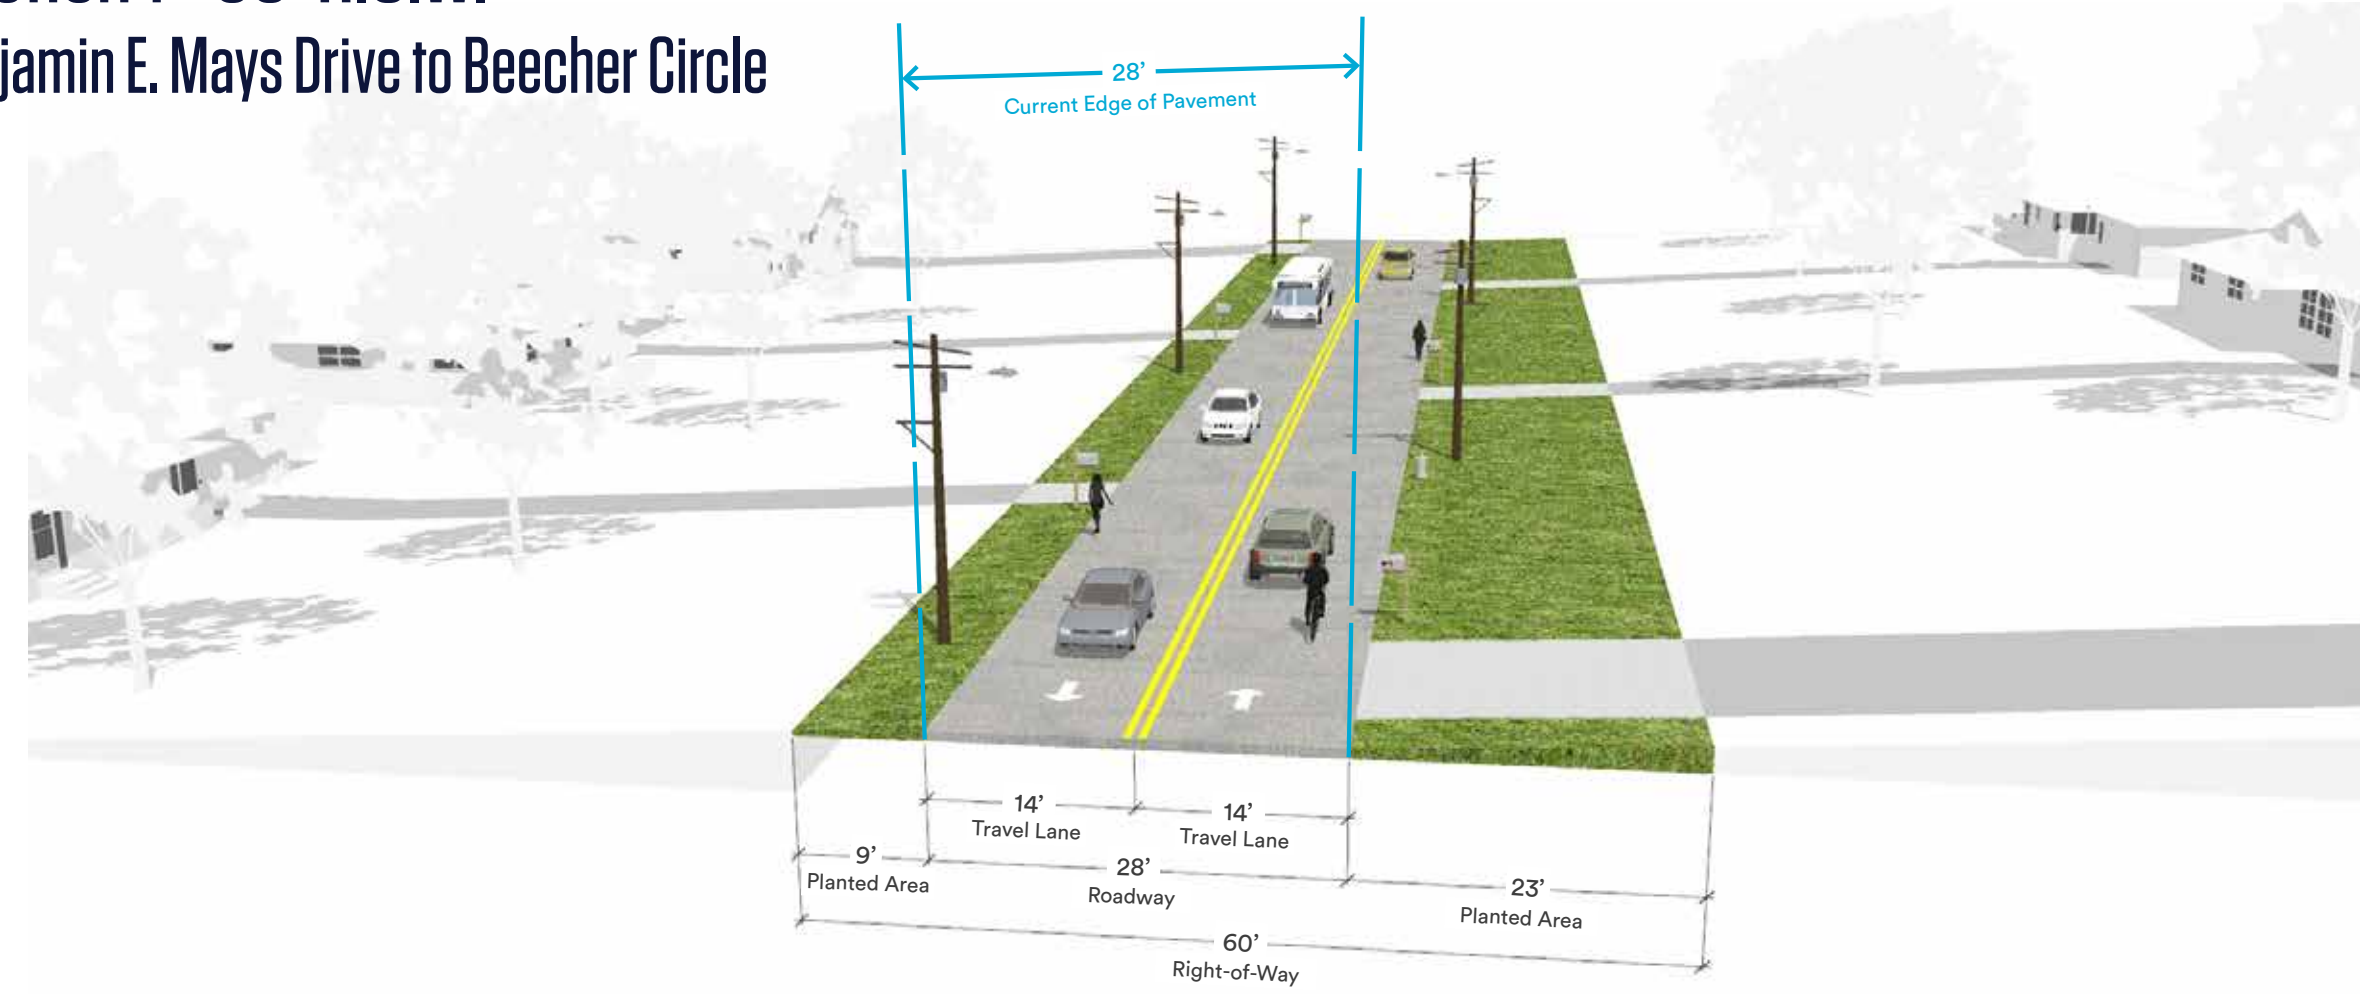 jamin E. Mays Drive to Beecher Circle
28'
Current Edge of Pavement
14'
Travel Lane
14'
Travel Lane
9'
Planted Area
28'
Roadway
23'
Planted Area
60'
Right-of-Way